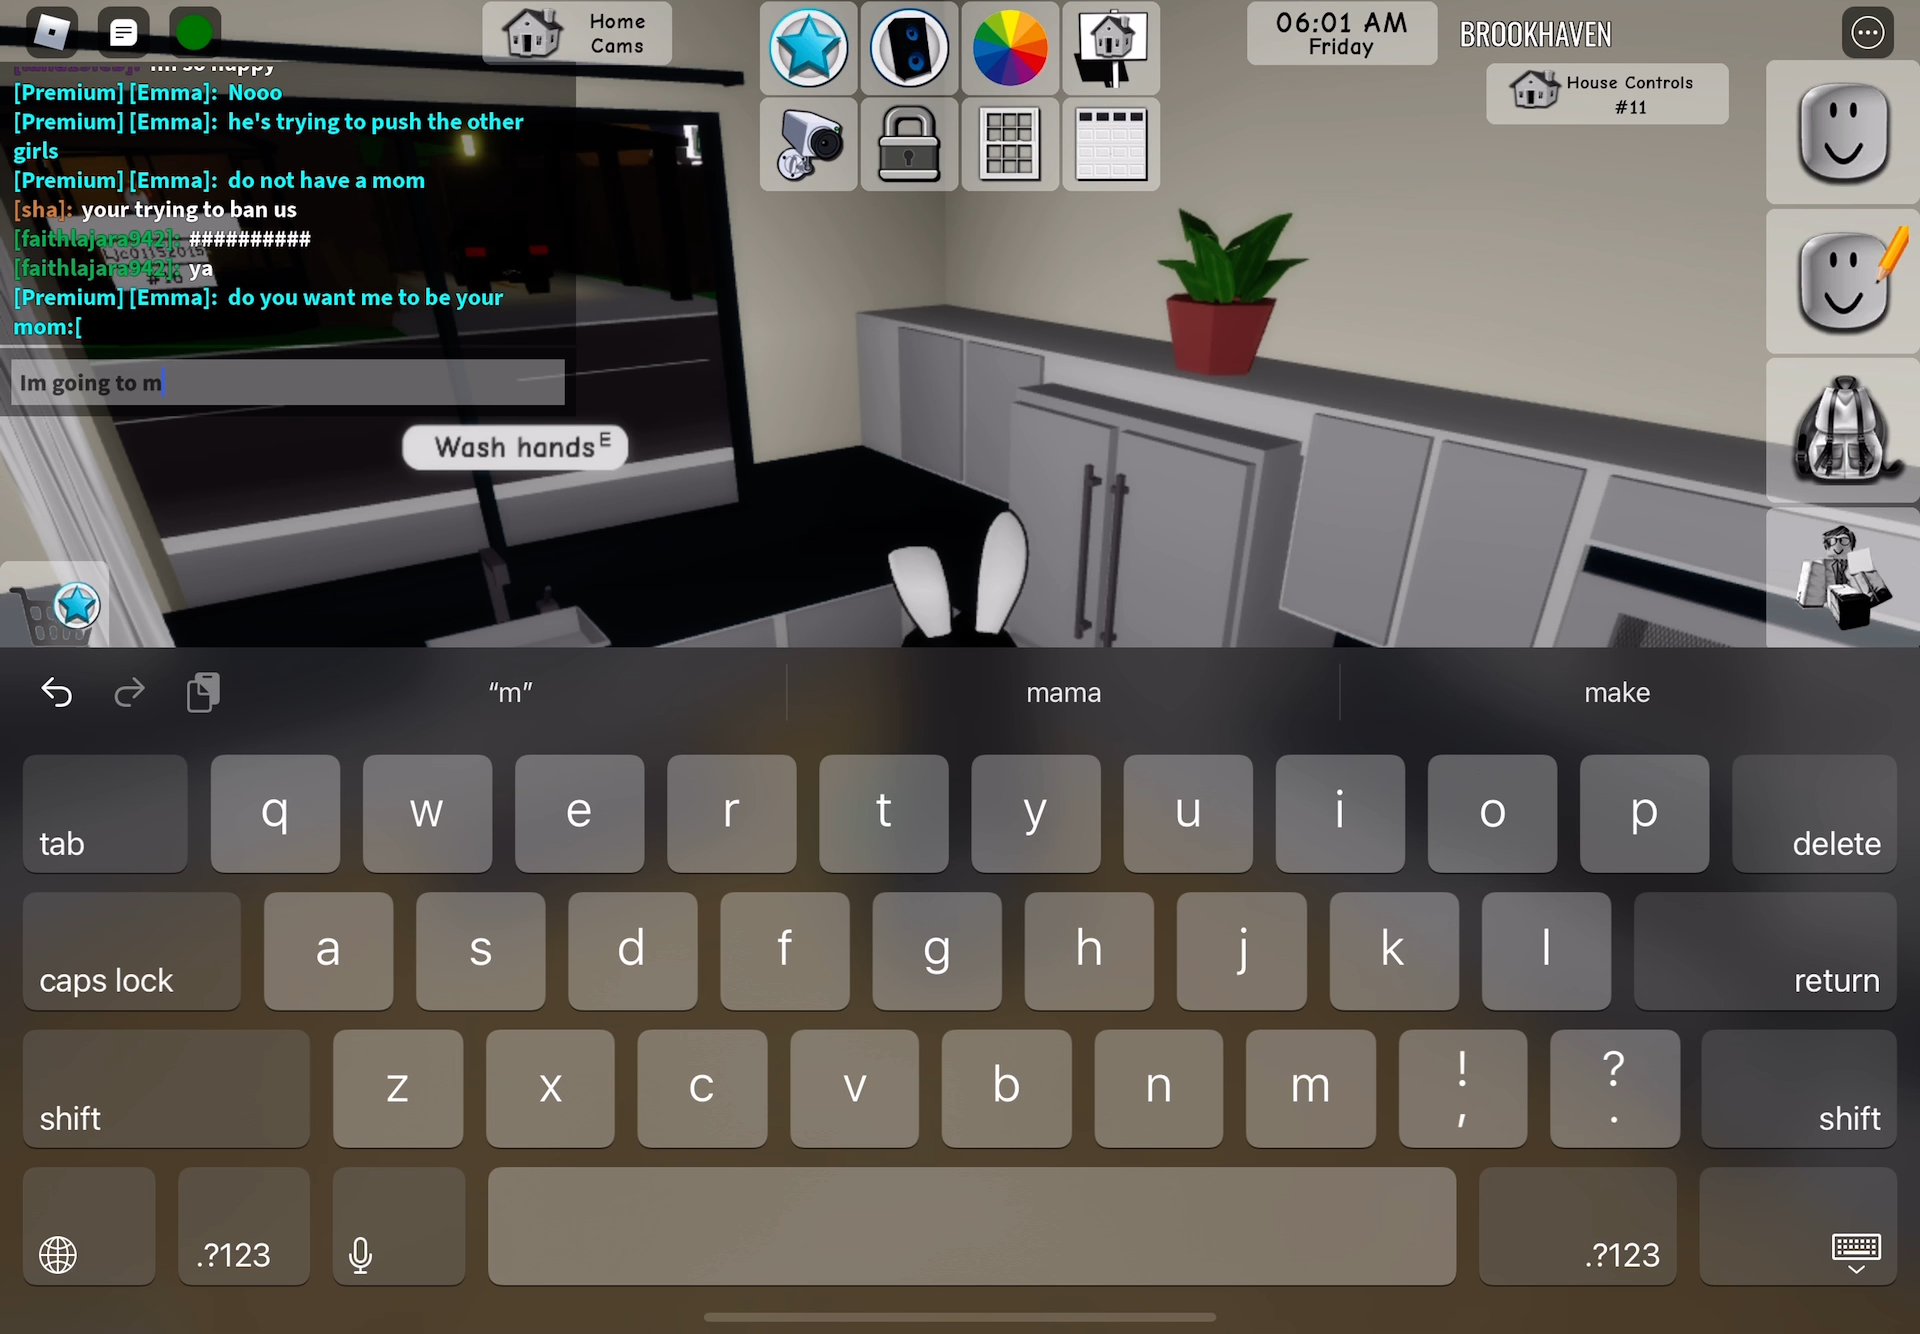 Home
Cams
06:01 AM
Friday
BROOKHAVEN
House Controls
#11
im so happy
[Premium] [Emma]: Nooo
[Premium] [Emma]: he's trying to push the other
girls
[Premium] [Emma]: do not have a mom
[sha]: your trying to ban us
[faithlajara942]: ##########
[faithlajara942]: ya
[Premium] [Emma]: do you want me to be your
mom:[
Im going to m
Wash hands E
“m”
mama
make
tab
q w e r t y u i o p
delete
caps lock
a s d f g h j k l
return
shift
z x c v b n m ! , ? .
shift
.?123
.?123